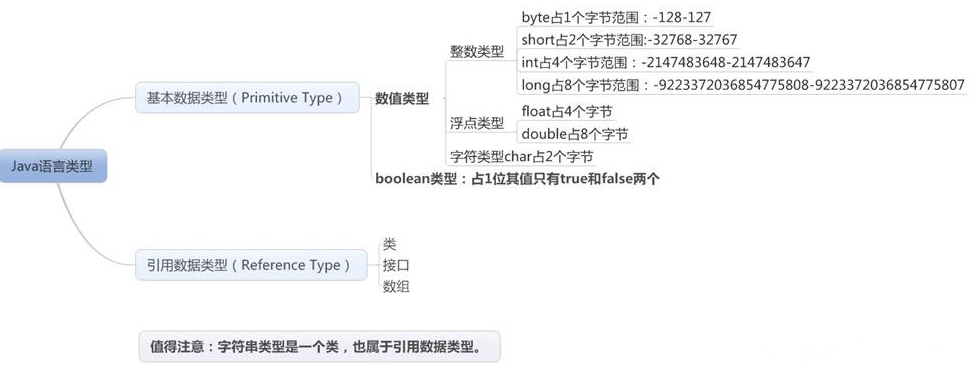 Java语言类型
基本数据类型（Primitive Type）
数值类型
整数类型
byte占1个字节范围：-128-127
short占2个字节范围:-32768-32767
int占4个字节范围：-2147483648-2147483647
long占8个字节范围：-9223372036854775808-9223372036854775807
浮点类型
float占4个字节
double占8个字节
字符类型char占2个字节
boolean类型：占1位其值只有true和false两个
引用数据类型（Reference Type）
类
接口
数组
值得注意：字符串类型是一个类，也属于引用数据类型。